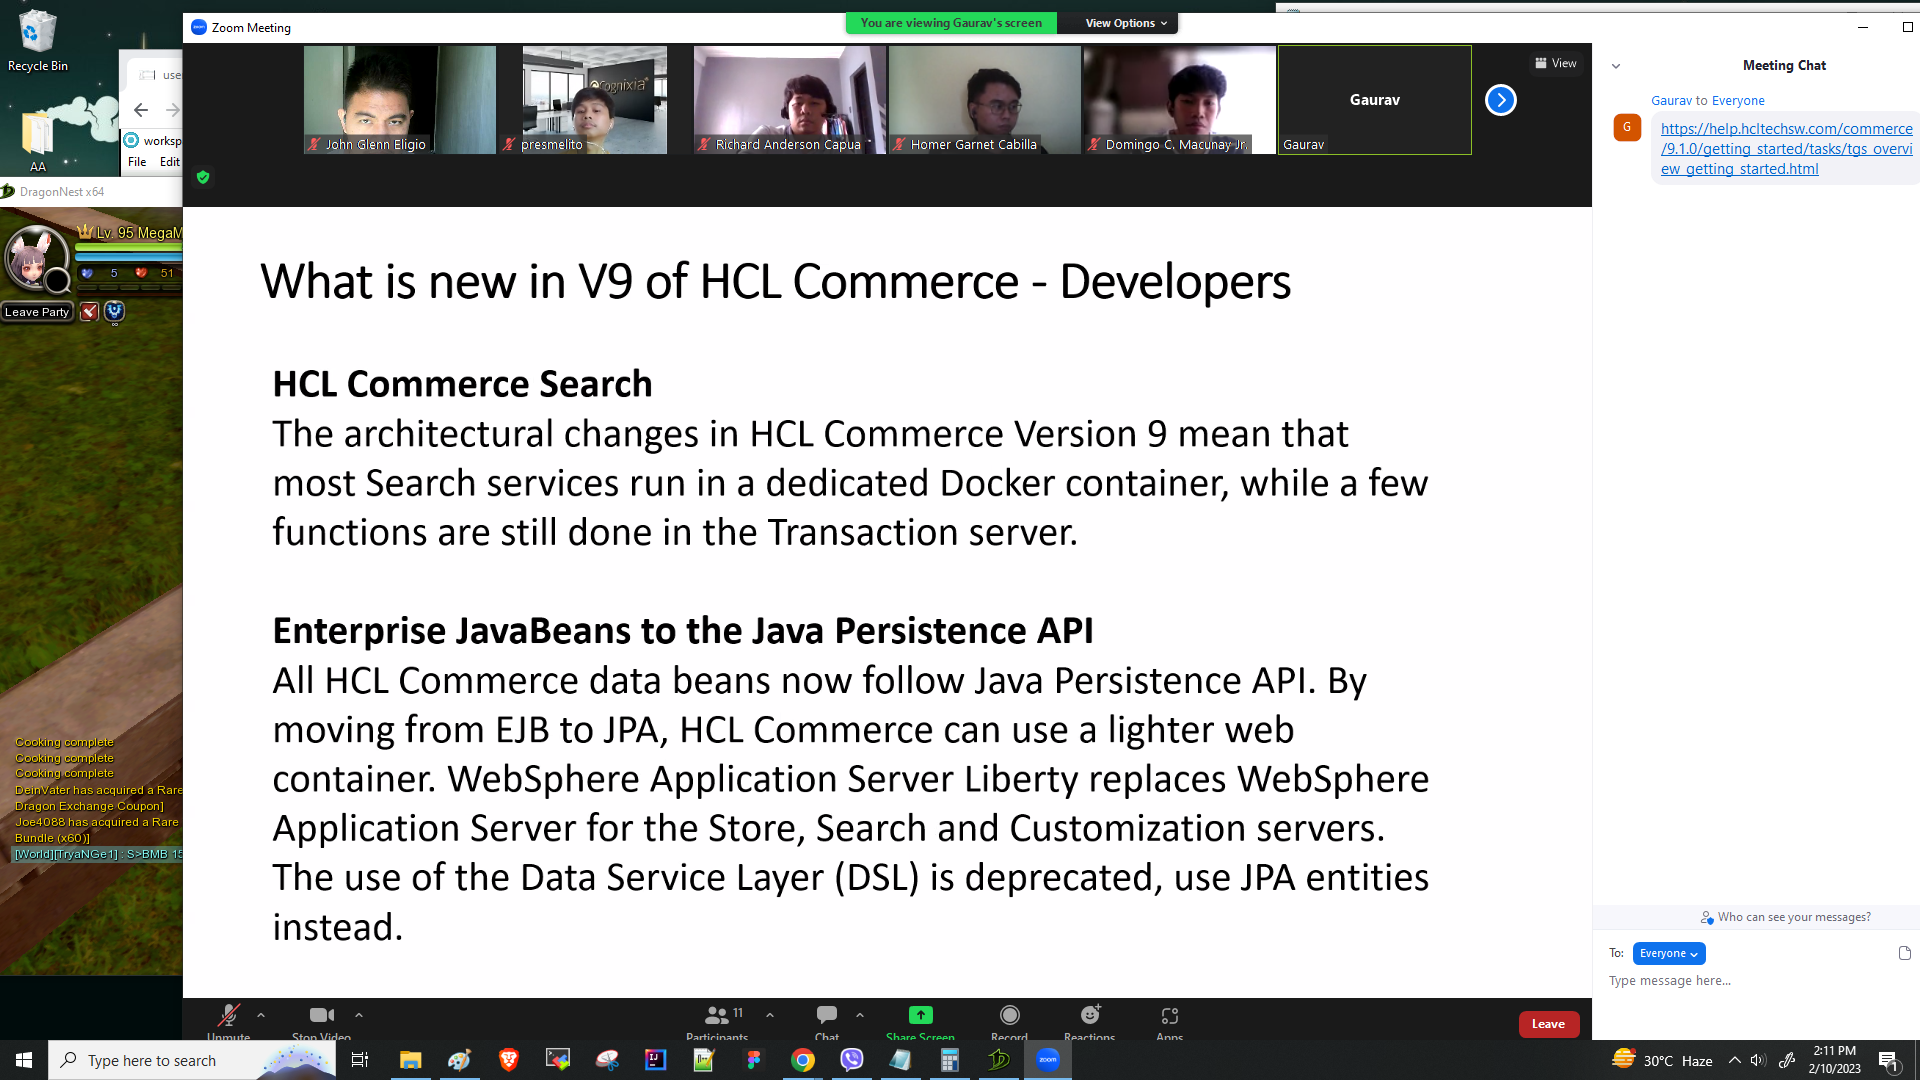 Recycle Bin
AA
DragonNest x64
use
worksp
File Edit
Lv. 95 MegaM
5 51
Leave Party
Cooking complete
Cooking complete
Cooking complete
DeinVater has acquired a Rare
Dragon Exchange Coupon]
Joe4088 has acquired a Rare
Bundle (x60)]
[World][TryaNGe1] : S>BMB 15
Zoom Meeting
You are viewing Gaurav's screen
View Options
Cognixia
John Glenn Eligio
presmelito
Richard Anderson Capua
Homer Garnet Cabilla
Domingo C. Macunay Jr.
Gaurav
Gaurav
View
What is new in V9 of HCL Commerce - Developers
HCL Commerce Search
The architectural changes in HCL Commerce Version 9 mean that
most Search services run in a dedicated Docker container, while a few
functions are still done in the Transaction server.
Enterprise JavaBeans to the Java Persistence API
All HCL Commerce data beans now follow Java Persistence API. By
moving from EJB to JPA, HCL Commerce can use a lighter web
container. WebSphere Application Server Liberty replaces WebSphere
Application Server for the Store, Search and Customization servers.
The use of the Data Service Layer (DSL) is deprecated, use JPA entities
instead.
Meeting Chat
Gaurav to Everyone
G
https://help.hcltechsw.com/commerce
/9.1.0/getting_started/tasks/tgs_overvi
ew_getting_started.html
Who can see your messages?
To: Everyone
Type message here...
Unmute
Stop Video
11
Participants
Chat
Share Screen
Record
Reactions
Apps
Leave
Type here to search
zoom
30°C Haze
2:11 PM
2/10/2023
1